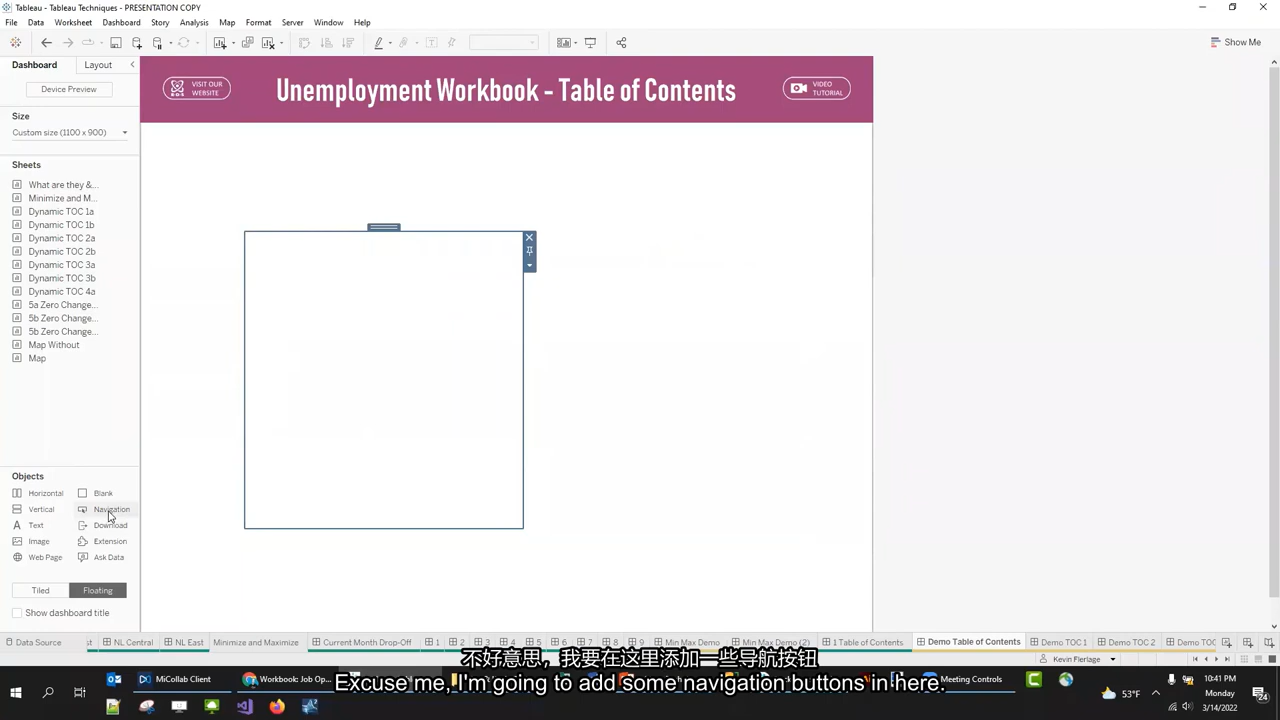 Tableau - Tableau Techniques - PRESENTATION COPY
File Data Worksheet Dashboard Story Analysis Map Format Server Window Help
Show Me
Dashboard Layout
VISIT OUR
WEBSITE
Unemployment Workbook - Table of Contents
VIDEO
TUTORIAL
Device Preview
Size
Custom size (1100 x 900)
Sheets
What are they &...
Minimize and M...
Dynamic TOC 1a
Dynamic TOC 1b
Dynamic TOC 2a
Dynamic TOC 2b
Dynamic TOC 3a
Dynamic TOC 3b
Dynamic TOC 4a
5a Zero Change...
5b Zero Change...
5b Zero Change...
Map Without
Map
Objects
Horizontal Blank
Vertical Navigation
Text Download
Image Extension
Web Page Ask Data
Tiled Floating
Show dashboard title
Data Source st NL Central NL East Minimize and Maximize Current Month Drop-Off 1 2 3 4 5 6 7 8 9 Min Max Demo Min Max Demo (2) 1 Table of Contents Demo Table of Contents Demo TOC 1 Demo TOC 2 Demo TOC
不好意思，我要在这里添加一些导航按钮
Kevin Flerlage
Excuse me, I'm going to add some navigation buttons in here.
MiCollab Client Workbook: Job Op... Meeting Controls
53°F
10:41 PM
Monday
3/14/2022
24